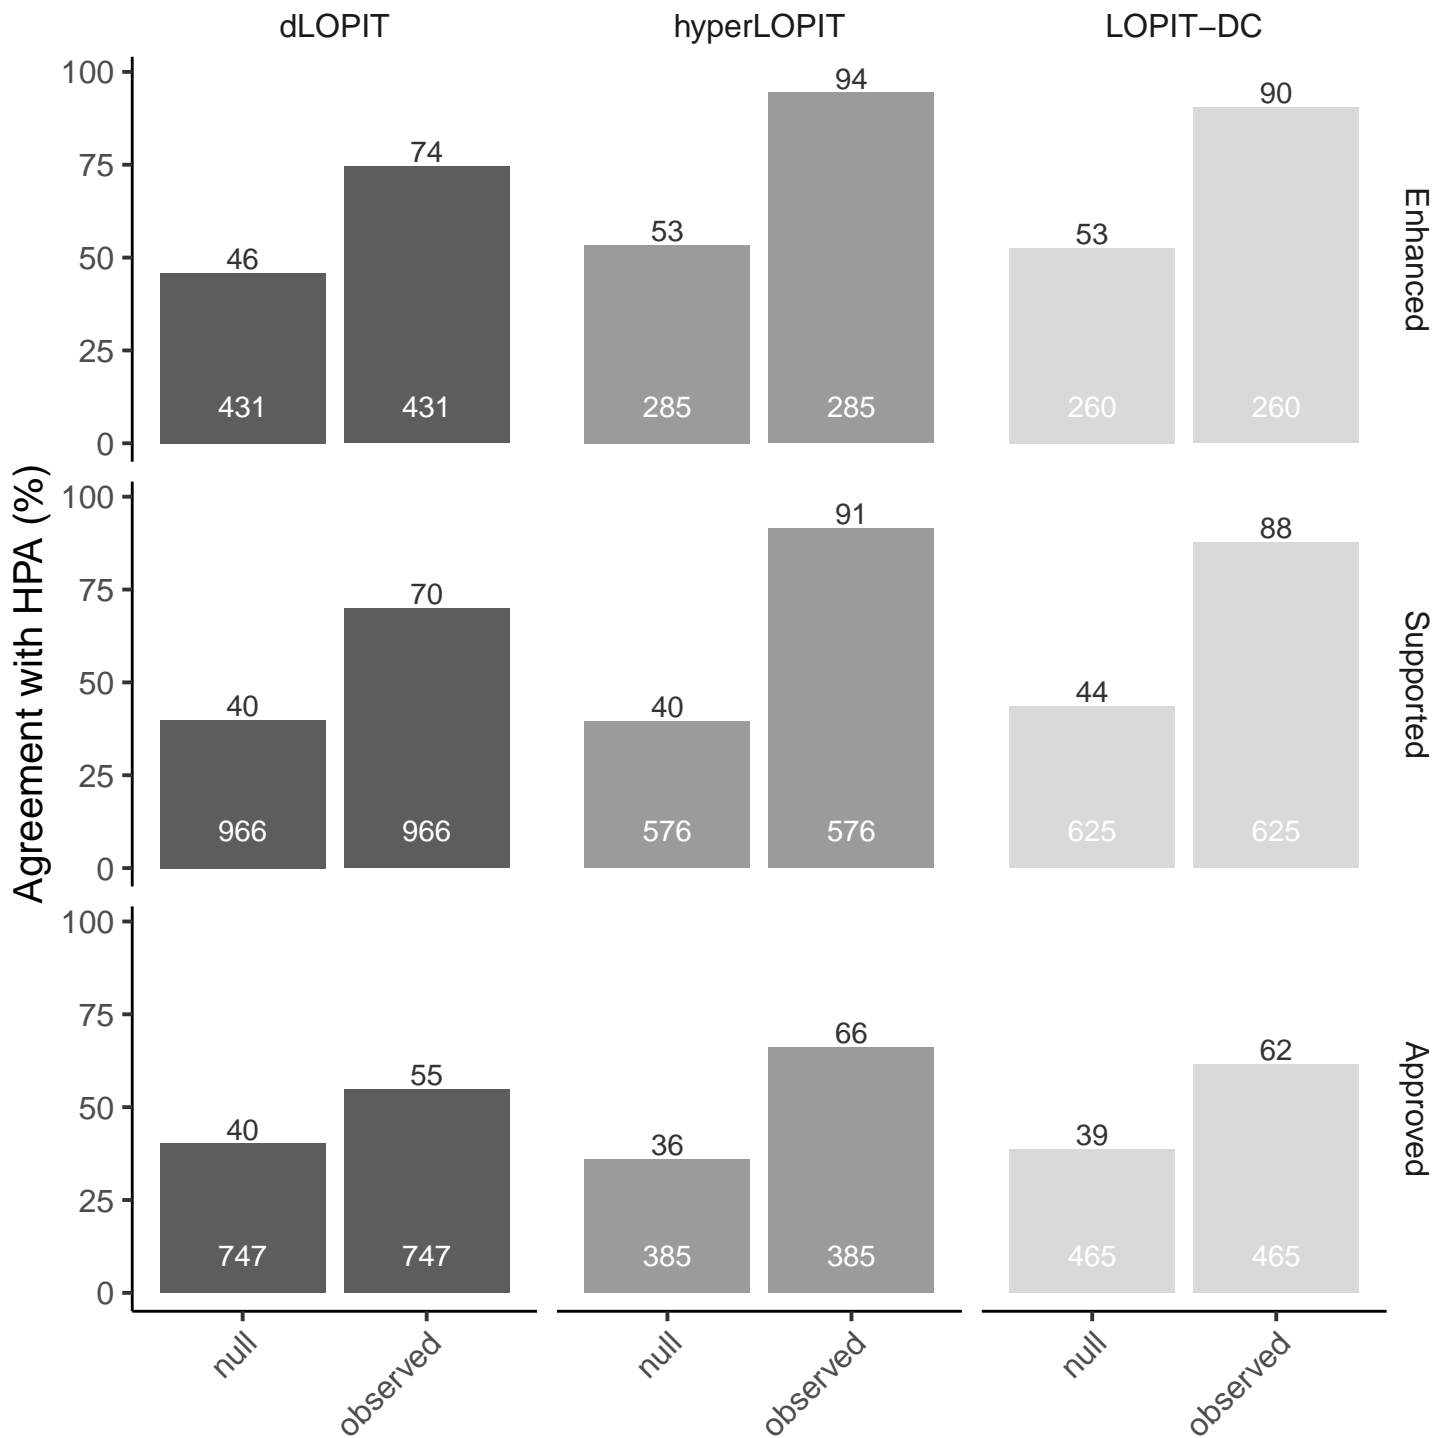 dLOPIT hyperLOPIT LOPIT−DC
Agreement with HPA (%)
100
75
50
25
0
46 74 53 94 53 90
431 431 285 285 260 260
Enhanced
100
75
50
25
0
40 70 40 91 44 88
966 966 576 576 625 625
Supported
100
75
50
25
0
40 55 36 66 39 62
747 747 385 385 465 465
Approved
null observed null observed null observed